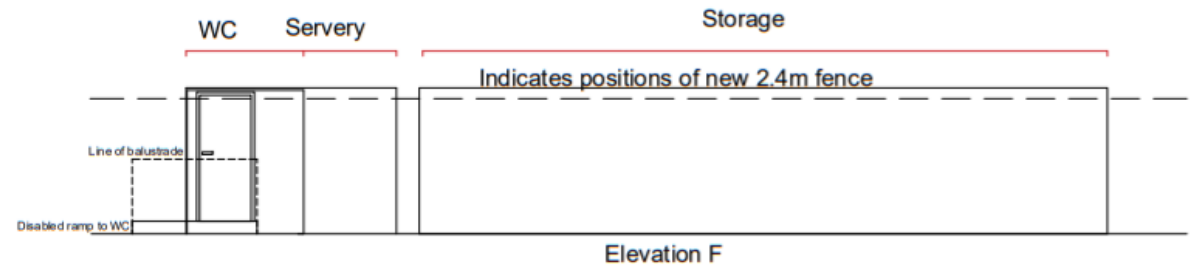 WC
Servery
Storage
Indicates positions of new 2.4m fence
Line of balustrade
Disabled ramp to WC
Elevation F